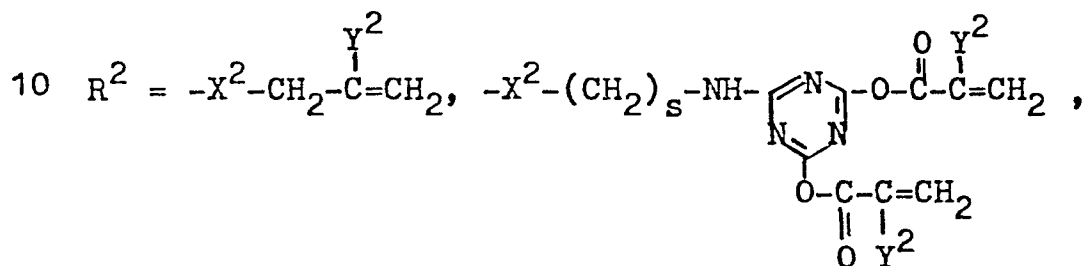 Y²
10 R² = -X²-CH₂-C=CH₂, -X²-(CH₂)ₛ-NH- N N N -O-C-C=CH₂ ,
O Y²
O-C-C=CH₂
O Y²